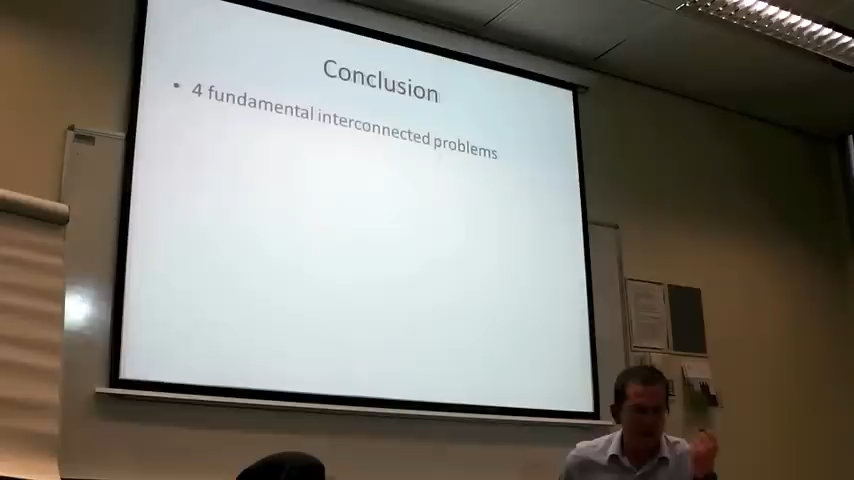 Conclusion
• 4 fundamental interconnected problems